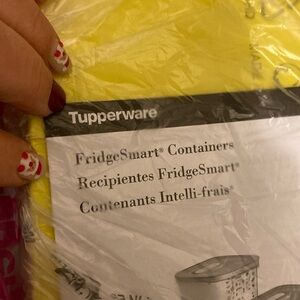 Tupperware
FridgeSmart® Containers
Recipientes FridgeSmart®
Contenants Intelli-frais®